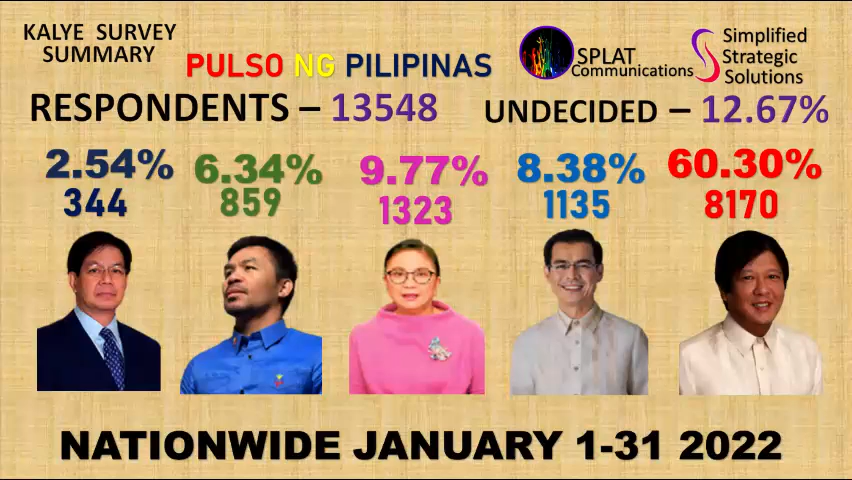 KALYE SURVEY
SUMMARY
PULSO NG PILIPINAS
SPLAT
Communications
Simplified
Strategic
Solutions
RESPONDENTS – 13548
UNDECIDED – 12.67%
2.54%
344
6.34%
859
9.77%
1323
8.38%
1135
60.30%
8170
NATIONWIDE JANUARY 1-31 2022